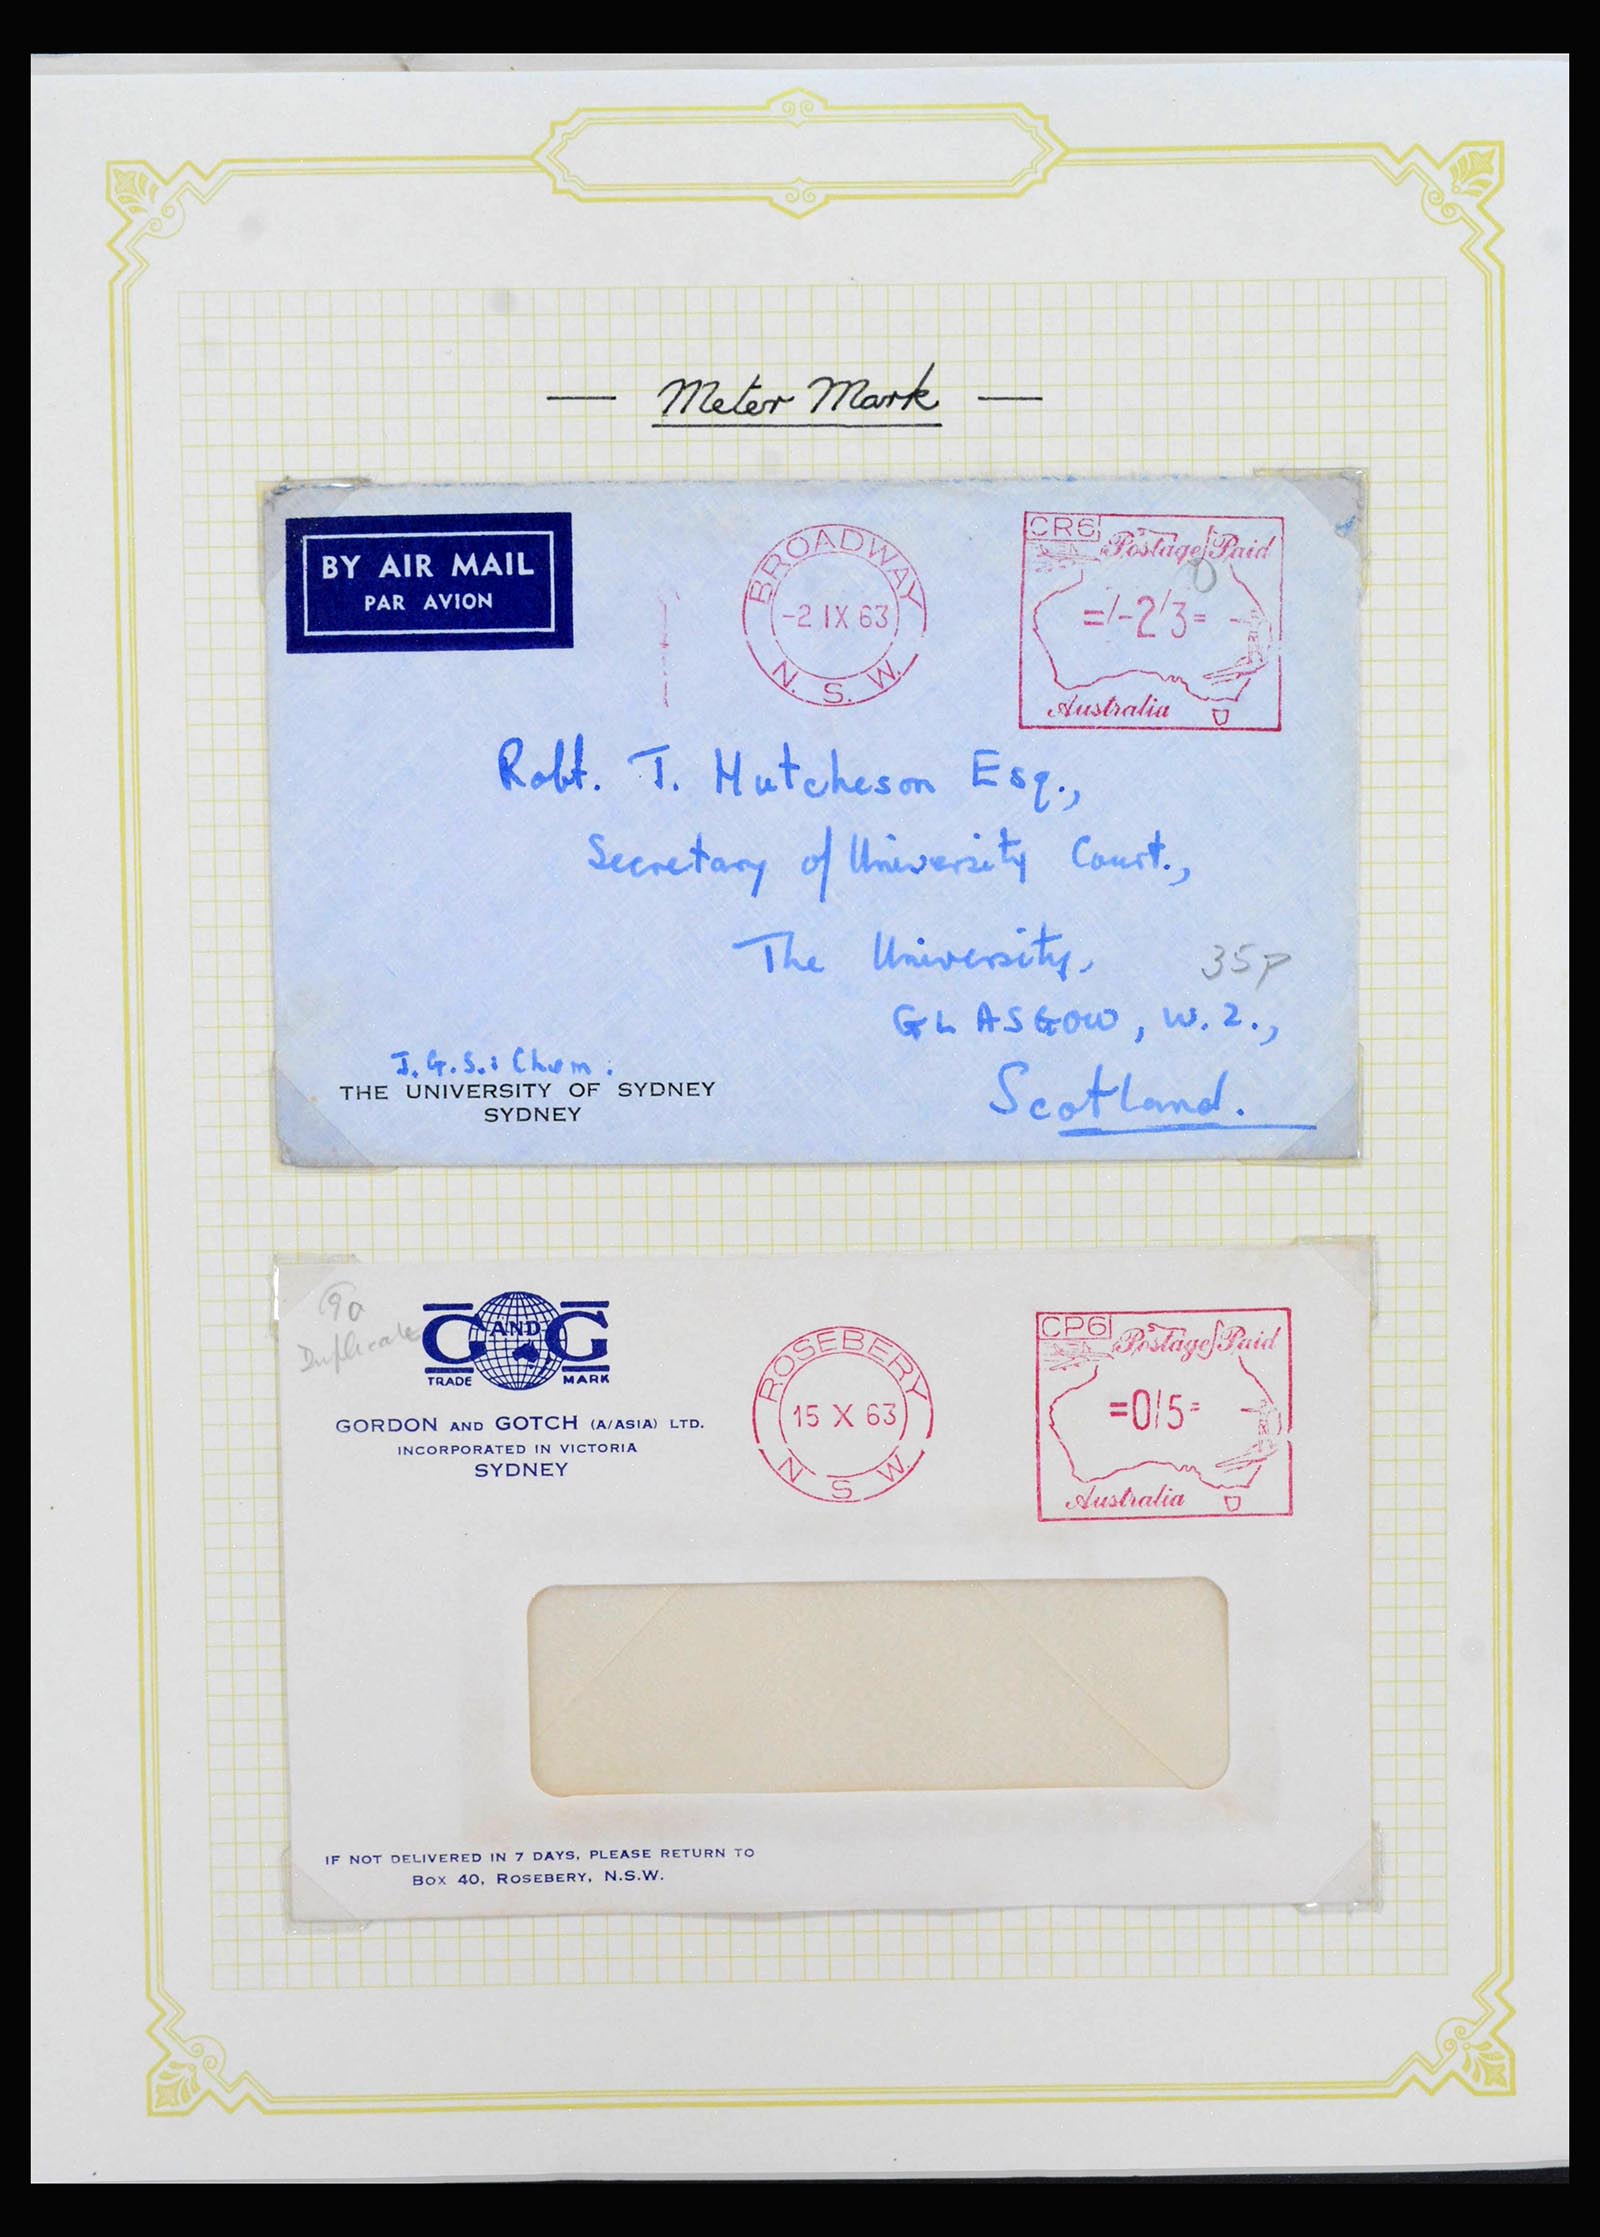 — Meter Mark —
BY AIR MAIL
PAR AVION
BROADWAY
-2 IX 63
N. S. W.
CR6
Postage Paid
=/-2/3=
Australia
Robt. T. Hutcheson Esq.,
Secretary of University Court.,
The University,
35p
GLASGOW, W.2.,
Scotland.
J.G.S.: Chem:
THE UNIVERSITY OF SYDNEY
SYDNEY
90
Duplicate
G AND G
TRADE MARK
GORDON AND GOTCH (A/ASIA) LTD.
INCORPORATED IN VICTORIA
SYDNEY
ROSEBERY
15 X 63
N S W.
CP6
Postage Paid
=0/5=
Australia
IF NOT DELIVERED IN 7 DAYS, PLEASE RETURN TO
BOX 40, ROSEBERY, N.S.W.